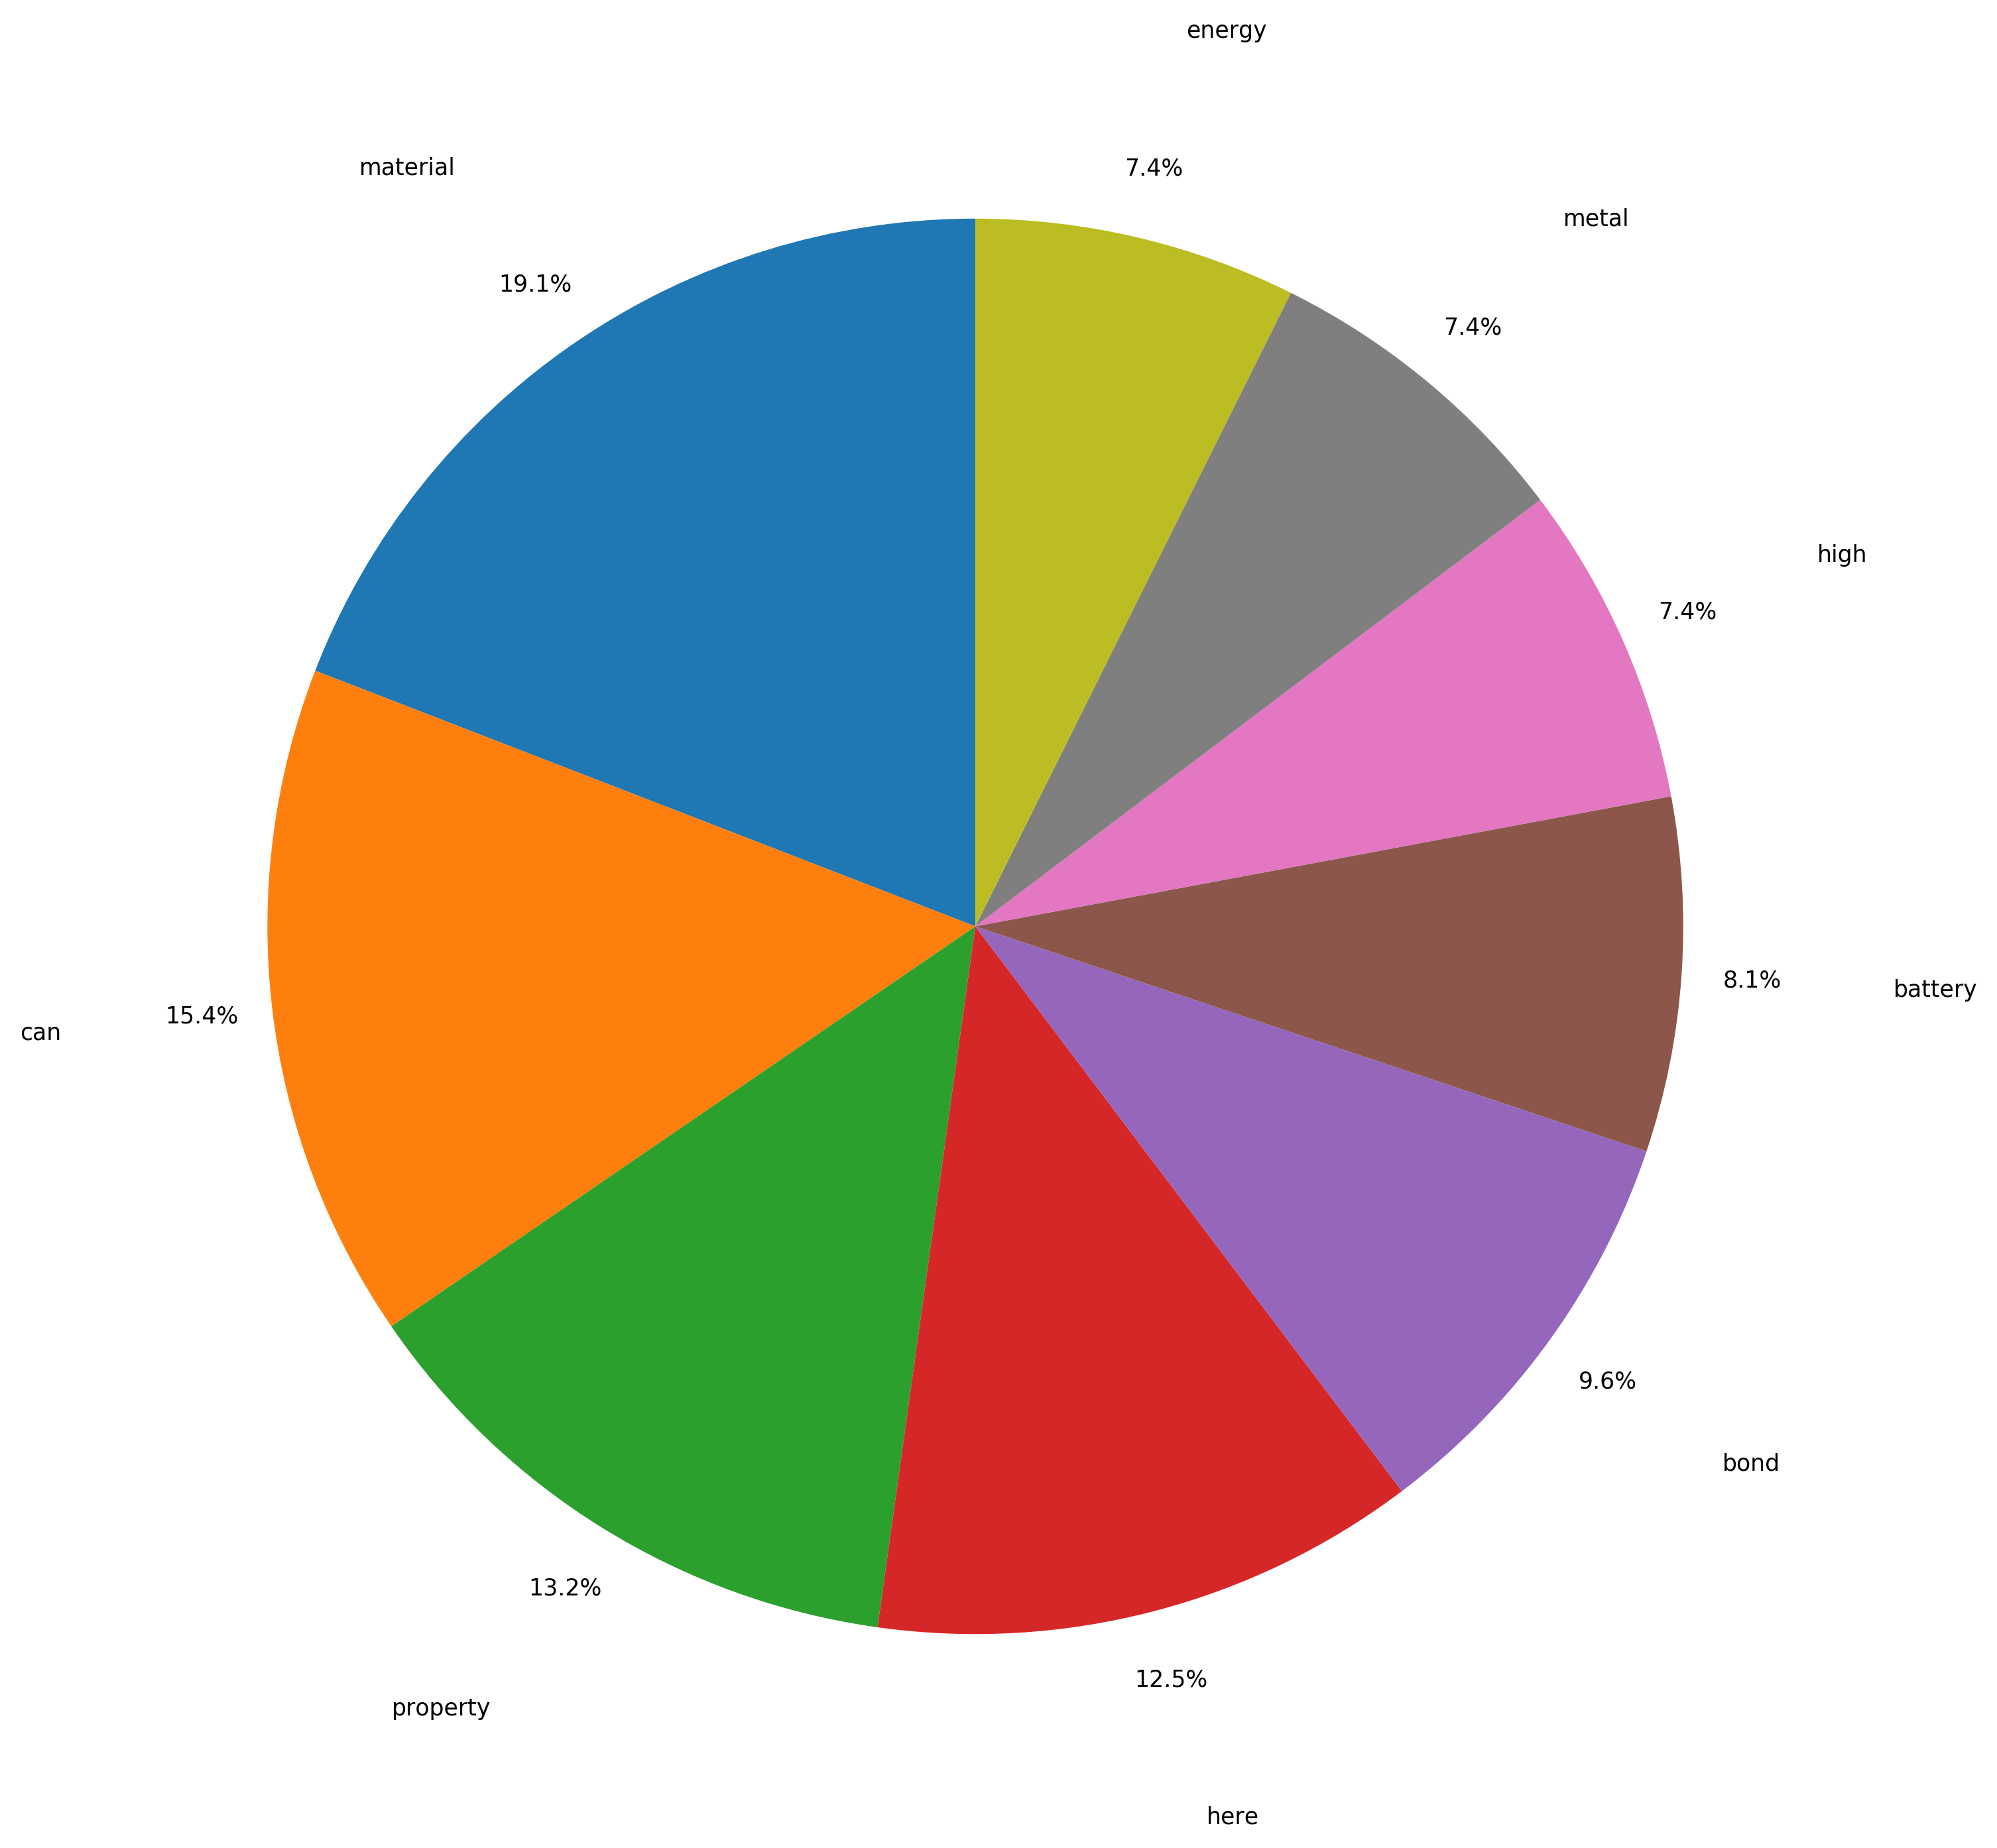 energy
material
7.4%
metal
19.1%
7.4%
high
7.4%
8.1%
battery
can
15.4%
9.6%
bond
13.2%
12.5%
property
here